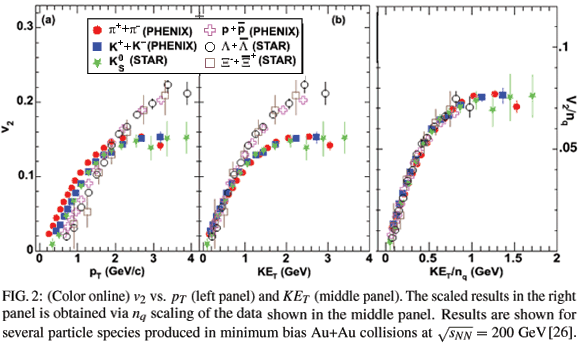 0.3
0.2
0.1
0
v₂
(a)
(b)
π⁺+π⁻(PHENIX)
p+p̅ (STAR)
K⁺+K⁻(PHENIX)
Λ+Λ̅ (STAR)
K⁰S (STAR)
Ξ⁻+Ξ̅⁺(STAR)
.1
.05
V₂/nq
0 1 2 3 4
0 1 2 3 4
0 0.5 1 1.5 2
pT (GeV/c)
KET (GeV)
KET/nq (GeV)
FIG. 2: (Color online) v₂ vs. pT (left panel) and KET (middle panel). The scaled results in the right
panel is obtained via nq scaling of the data shown in the middle panel. Results are shown for
several particle species produced in minimum bias Au+Au collisions at √sNN = 200 GeV[26].